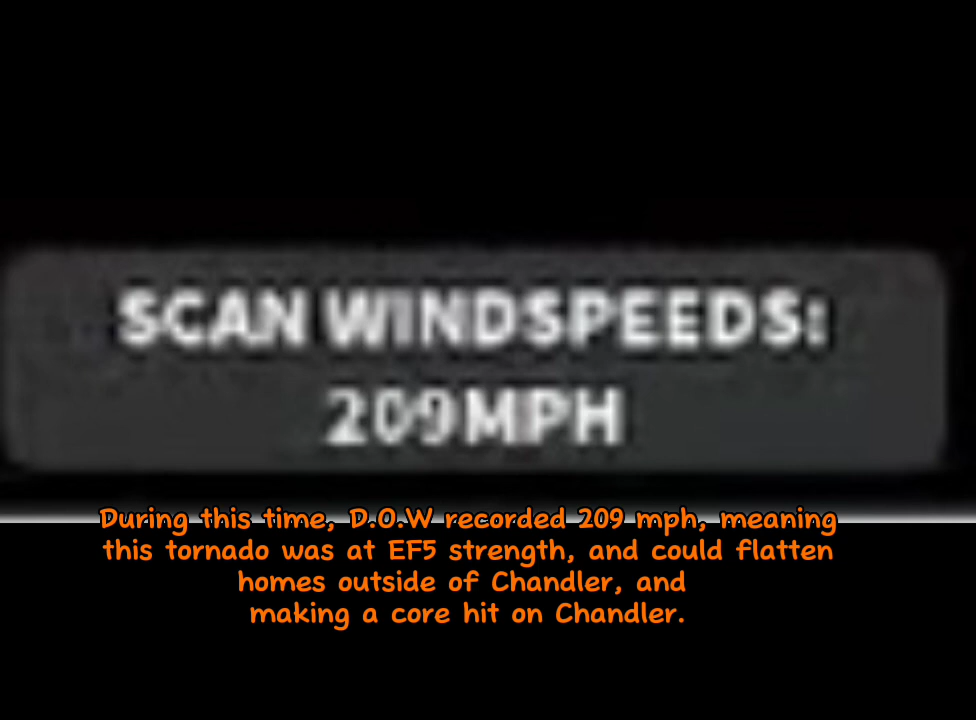 SCAN WINDSPEEDS:
209MPH
During this time, D.O.W recorded 209 mph, meaning
this tornado was at EF5 strength, and could flatten
homes outside of Chandler, and
making a core hit on Chandler.